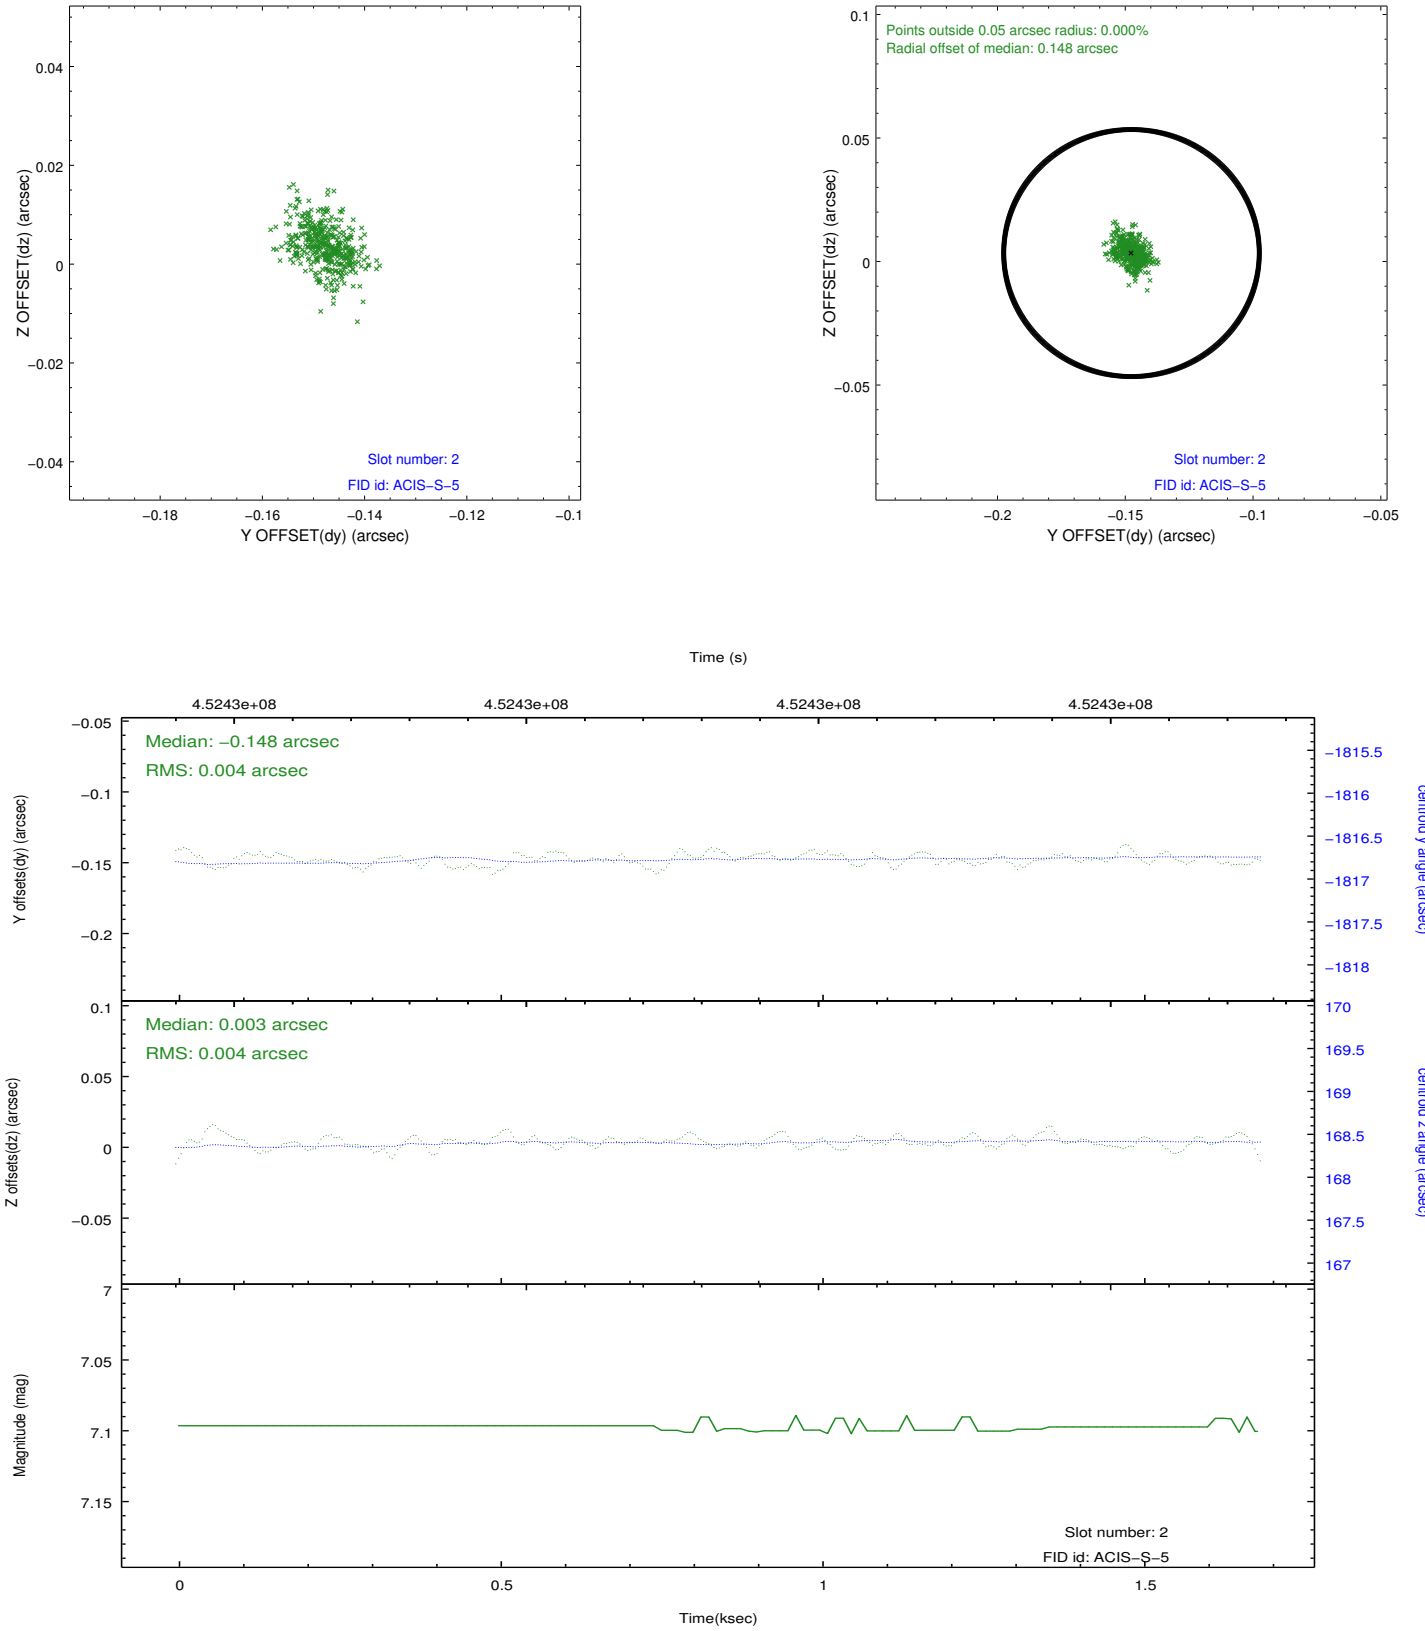 0.04
0.02
0
−0.02
−0.04
Z OFFSET(dz) (arcsec)
Slot number: 2
FID id: ACIS−S−5
−0.18
−0.16
−0.14
−0.12
−0.1
Y OFFSET(dy) (arcsec)
Points outside 0.05 arcsec radius: 0.000%
Radial offset of median: 0.148 arcsec
0.1
0.05
0
−0.05
Z OFFSET(dz) (arcsec)
Slot number: 2
FID id: ACIS−S−5
−0.2
−0.15
−0.1
−0.05
Y OFFSET(dy) (arcsec)
Time (s)
4.5243e+08
4.5243e+08
4.5243e+08
4.5243e+08
Median: −0.148 arcsec
RMS: 0.004 arcsec
−0.05
−0.1
−0.15
−0.2
Y offsets(dy) (arcsec)
−1815.5
−1816
−1816.5
−1817
−1817.5
−1818
centroid y angle (arcsec)
Median: 0.003 arcsec
RMS: 0.004 arcsec
0.1
0.05
0
−0.05
Z offsets(dz) (arcsec)
170
169.5
169
168.5
168
167.5
167
centroid z angle (arcsec)
7
7.05
7.1
7.15
Magnitude (mag)
Slot number: 2
FID id: ACIS−S−5
0
0.5
1
1.5
Time(ksec)